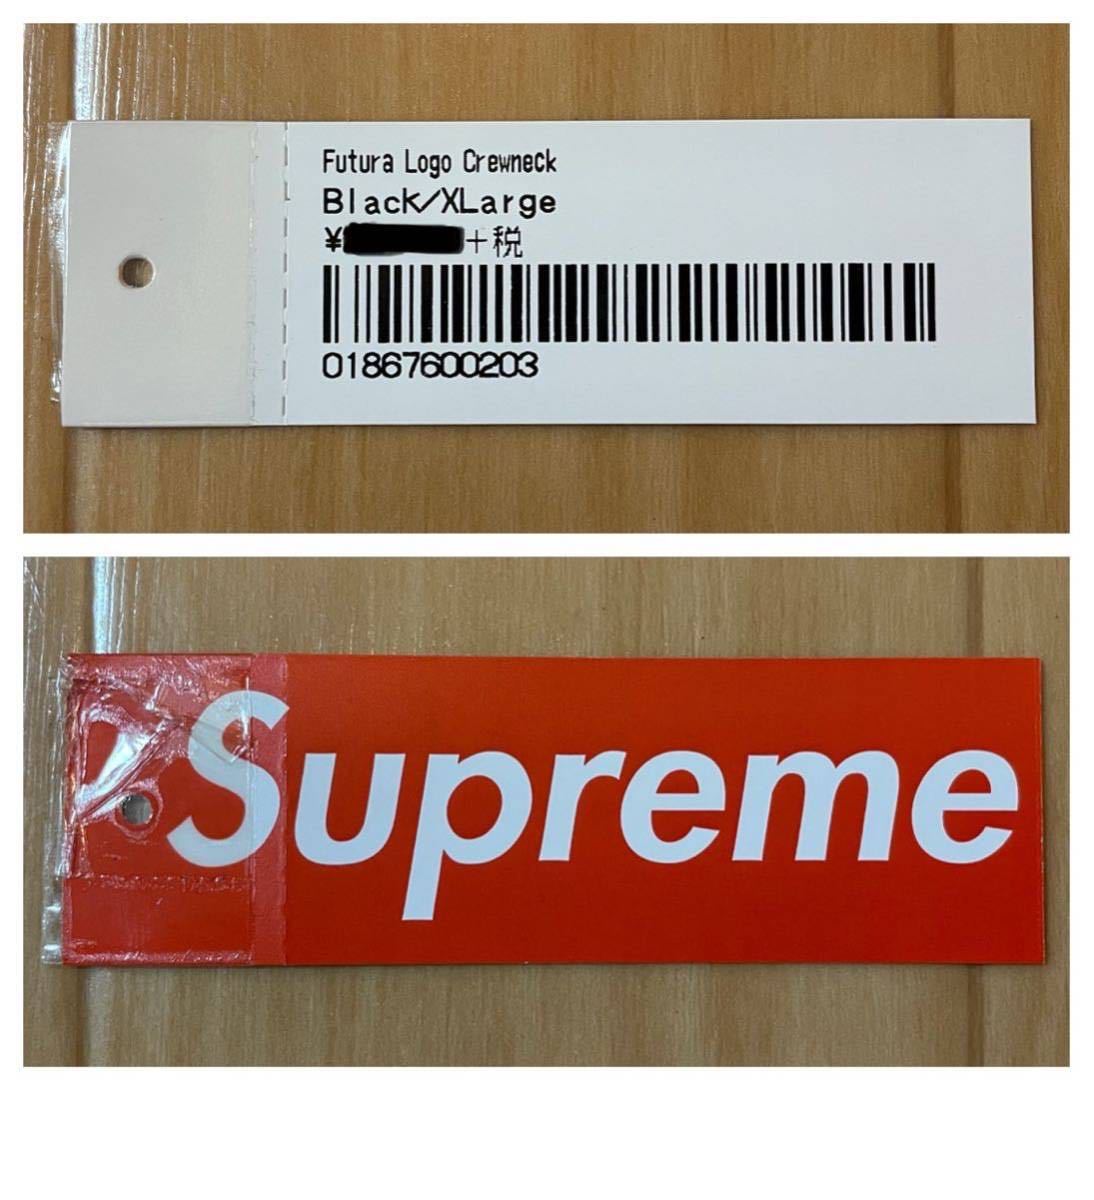 Futura Logo Crewneck
Black/XLarge
¥ +税
01867600203
Supreme